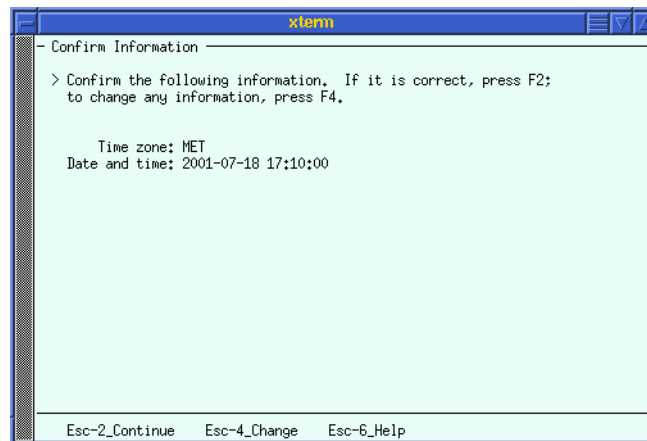 xterm
Confirm Information
> Confirm the following information.  If it is correct, press F2;
to change any information, press F4.
Time zone: MET
Date and time: 2001-07-18 17:10:00
Esc-2_Continue    Esc-4_Change    Esc-6_Help